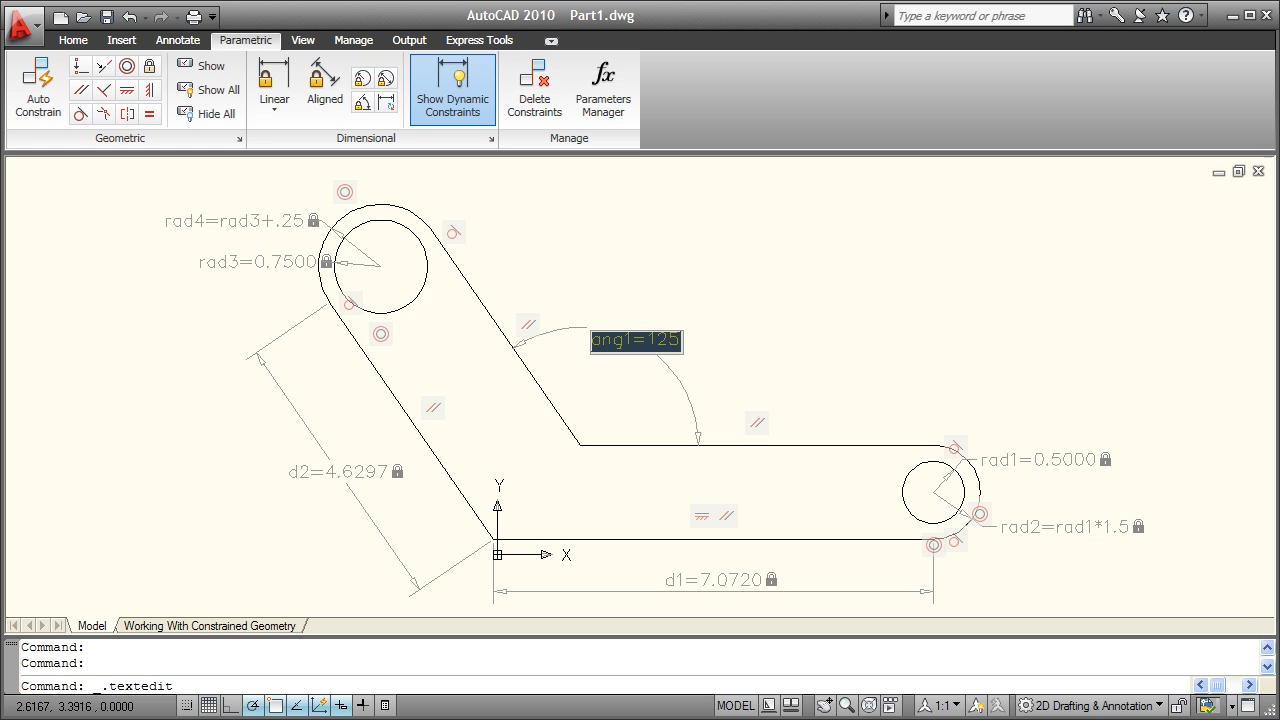 AutoCAD 2010 Part1.dwg
Type a keyword or phrase
Home Insert Annotate Parametric View Manage Output Express Tools
Auto Constrain
Show
Show All
Hide All
Linear
Aligned
Show Dynamic Constraints
Delete Constraints
fx
Parameters Manager
Geometric
Dimensional
Manage
rad4=rad3+.25
rad3=0.7500
ang1=125
d2=4.6297
rad1=0.5000
rad2=rad1*1.5
Y
X
d1=7.0720
Model Working With Constrained Geometry
Command:
Command:
Command: _.textedit
2.6167, 3.3916, 0.0000
MODEL
1:1
2D Drafting & Annotation